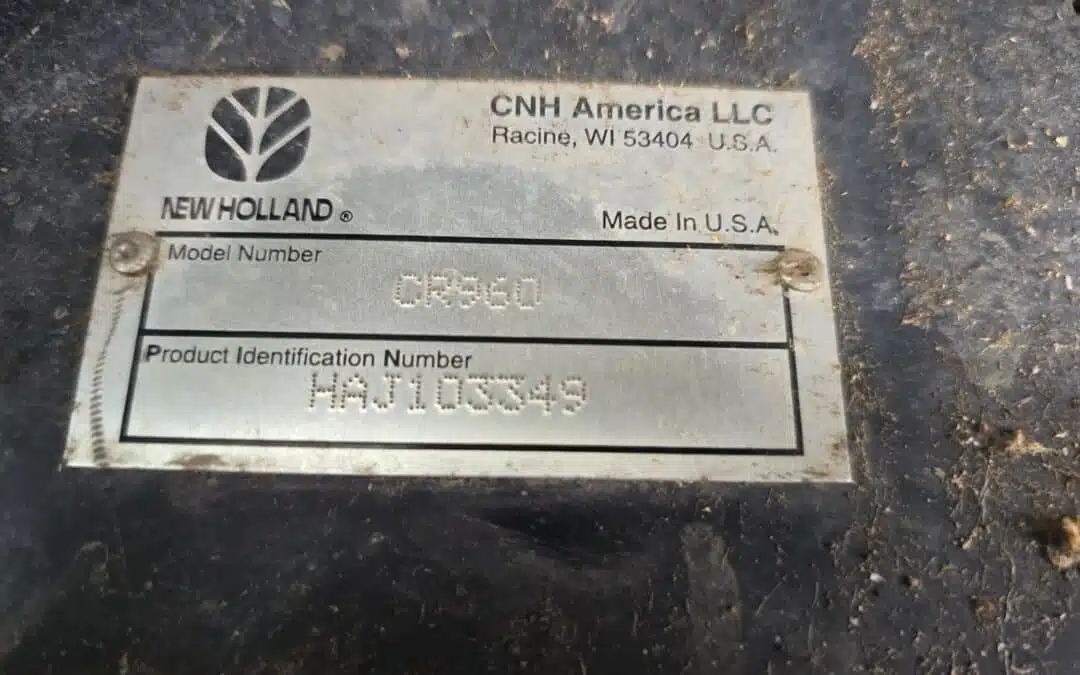 CNH America LLC
Racine, WI 53404 U.S.A.
NEW HOLLAND ®
Made In U.S.A.
Model Number
CR960
Product Identification Number
HAJ103349